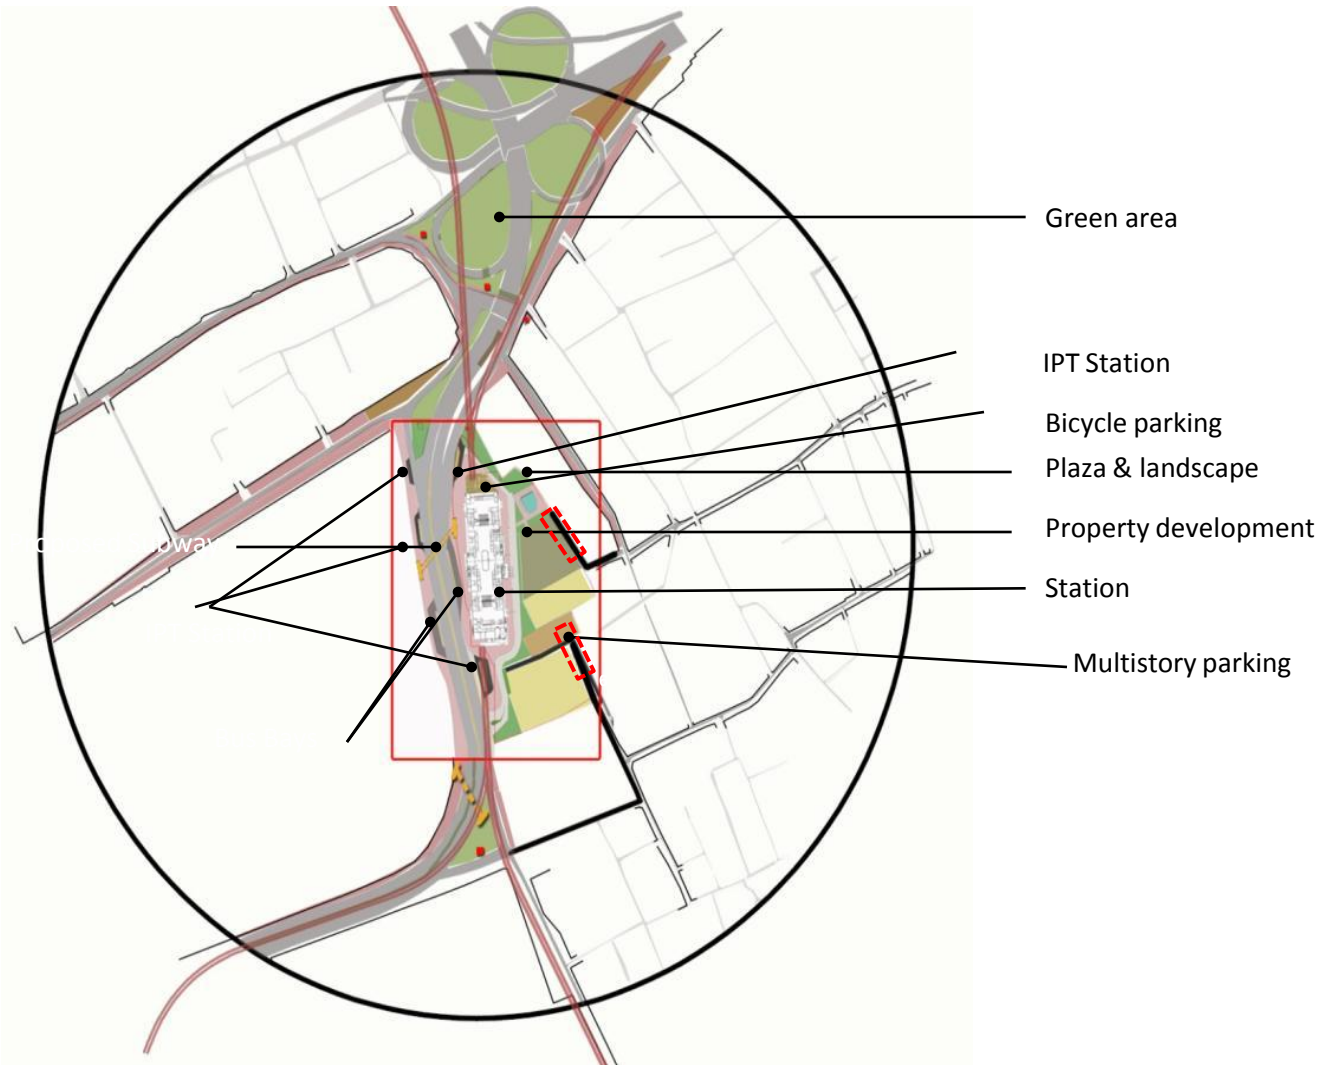 Green area
IPT Station
Bicycle parking
Plaza & landscape
Property development
Station
Multistory parking